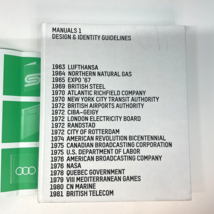 MANUALS 1
DESIGN & IDENTITY GUIDELINES
1963 LUFTHANSA
1964 NORTHERN NATURAL GAS
1965 EXPO '67
1969 BRITISH STEEL
1970 ATLANTIC RICHFIELD COMPANY
1970 NEW YORK CITY TRANSIT AUTHORITY
1972 BRITISH AIRPORTS AUTHORITY
1972 CIBA-GEIGY
1972 LONDON ELECTRICITY BOARD
1972 RANDSTAD
1972 CITY OF ROTTERDAM
1974 AMERICAN REVOLUTION BICENTENNIAL
1975 CANADIAN BROADCASTING CORPORATION
1975 U.S. DEPARTMENT OF LABOR
1976 AMERICAN BROADCASTING COMPANY
1976 NASA
1978 QUEBEC GOVERNMENT
1979 VIII MEDITERRANEAN GAMES
1980 CN MARINE
1981 BRITISH TELECOM